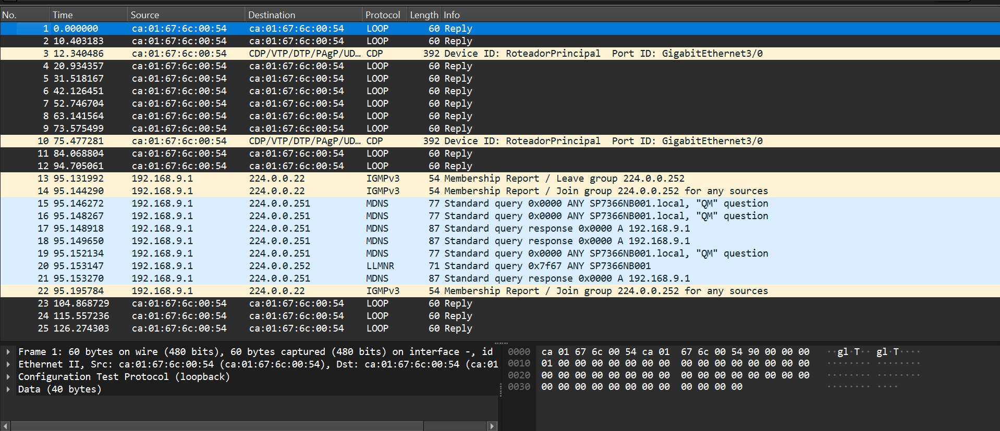 No. Time Source Destination Protocol Length Info
1 0.000000 ca:01:67:6c:00:54 ca:01:67:6c:00:54 LOOP 60 Reply
2 10.403183 ca:01:67:6c:00:54 ca:01:67:6c:00:54 LOOP 60 Reply
3 12.340486 ca:01:67:6c:00:54 CDP/VTP/DTP/PAgP/UD… CDP 392 Device ID: RoteadorPrincipal Port ID: GigabitEthernet3/0
4 20.934357 ca:01:67:6c:00:54 ca:01:67:6c:00:54 LOOP 60 Reply
5 31.518167 ca:01:67:6c:00:54 ca:01:67:6c:00:54 LOOP 60 Reply
6 42.126451 ca:01:67:6c:00:54 ca:01:67:6c:00:54 LOOP 60 Reply
7 52.746704 ca:01:67:6c:00:54 ca:01:67:6c:00:54 LOOP 60 Reply
8 63.141564 ca:01:67:6c:00:54 ca:01:67:6c:00:54 LOOP 60 Reply
9 73.575499 ca:01:67:6c:00:54 ca:01:67:6c:00:54 LOOP 60 Reply
10 75.477281 ca:01:67:6c:00:54 CDP/VTP/DTP/PAgP/UD… CDP 392 Device ID: RoteadorPrincipal Port ID: GigabitEthernet3/0
11 84.068804 ca:01:67:6c:00:54 ca:01:67:6c:00:54 LOOP 60 Reply
12 94.705061 ca:01:67:6c:00:54 ca:01:67:6c:00:54 LOOP 60 Reply
13 95.131992 192.168.9.1 224.0.0.22 IGMPv3 54 Membership Report / Leave group 224.0.0.252
14 95.144290 192.168.9.1 224.0.0.22 IGMPv3 54 Membership Report / Join group 224.0.0.252 for any sources
15 95.146272 192.168.9.1 224.0.0.251 MDNS 77 Standard query 0x0000 ANY SP7366NB001.local, "QM" question
16 95.148267 192.168.9.1 224.0.0.251 MDNS 77 Standard query 0x0000 ANY SP7366NB001.local, "QM" question
17 95.148918 192.168.9.1 224.0.0.251 MDNS 87 Standard query response 0x0000 A 192.168.9.1
18 95.149650 192.168.9.1 224.0.0.251 MDNS 87 Standard query response 0x0000 A 192.168.9.1
19 95.152134 192.168.9.1 224.0.0.251 MDNS 77 Standard query 0x0000 ANY SP7366NB001.local, "QM" question
20 95.153147 192.168.9.1 224.0.0.252 LLMNR 71 Standard query 0x7f67 ANY SP7366NB001
21 95.153270 192.168.9.1 224.0.0.251 MDNS 87 Standard query response 0x0000 A 192.168.9.1
22 95.195784 192.168.9.1 224.0.0.22 IGMPv3 54 Membership Report / Join group 224.0.0.252 for any sources
23 104.868729 ca:01:67:6c:00:54 ca:01:67:6c:00:54 LOOP 60 Reply
24 115.557236 ca:01:67:6c:00:54 ca:01:67:6c:00:54 LOOP 60 Reply
25 126.274303 ca:01:67:6c:00:54 ca:01:67:6c:00:54 LOOP 60 Reply
Frame 1: 60 bytes on wire (480 bits), 60 bytes captured (480 bits) on interface -, id
Ethernet II, Src: ca:01:67:6c:00:54 (ca:01:67:6c:00:54), Dst: ca:01:67:6c:00:54 (ca:01
Configuration Test Protocol (loopback)
Data (40 bytes)
0000 ca 01 67 6c 00 54 ca 01 67 6c 00 54 90 00 00 00 ··gl·T·· gl·T····
0010 01 00 00 00 00 00 00 00 00 00 00 00 00 00 00 00 ········ ········
0020 00 00 00 00 00 00 00 00 00 00 00 00 00 00 00 00 ········ ········
0030 00 00 00 00 00 00 00 00 00 00 00 00 ········ ····